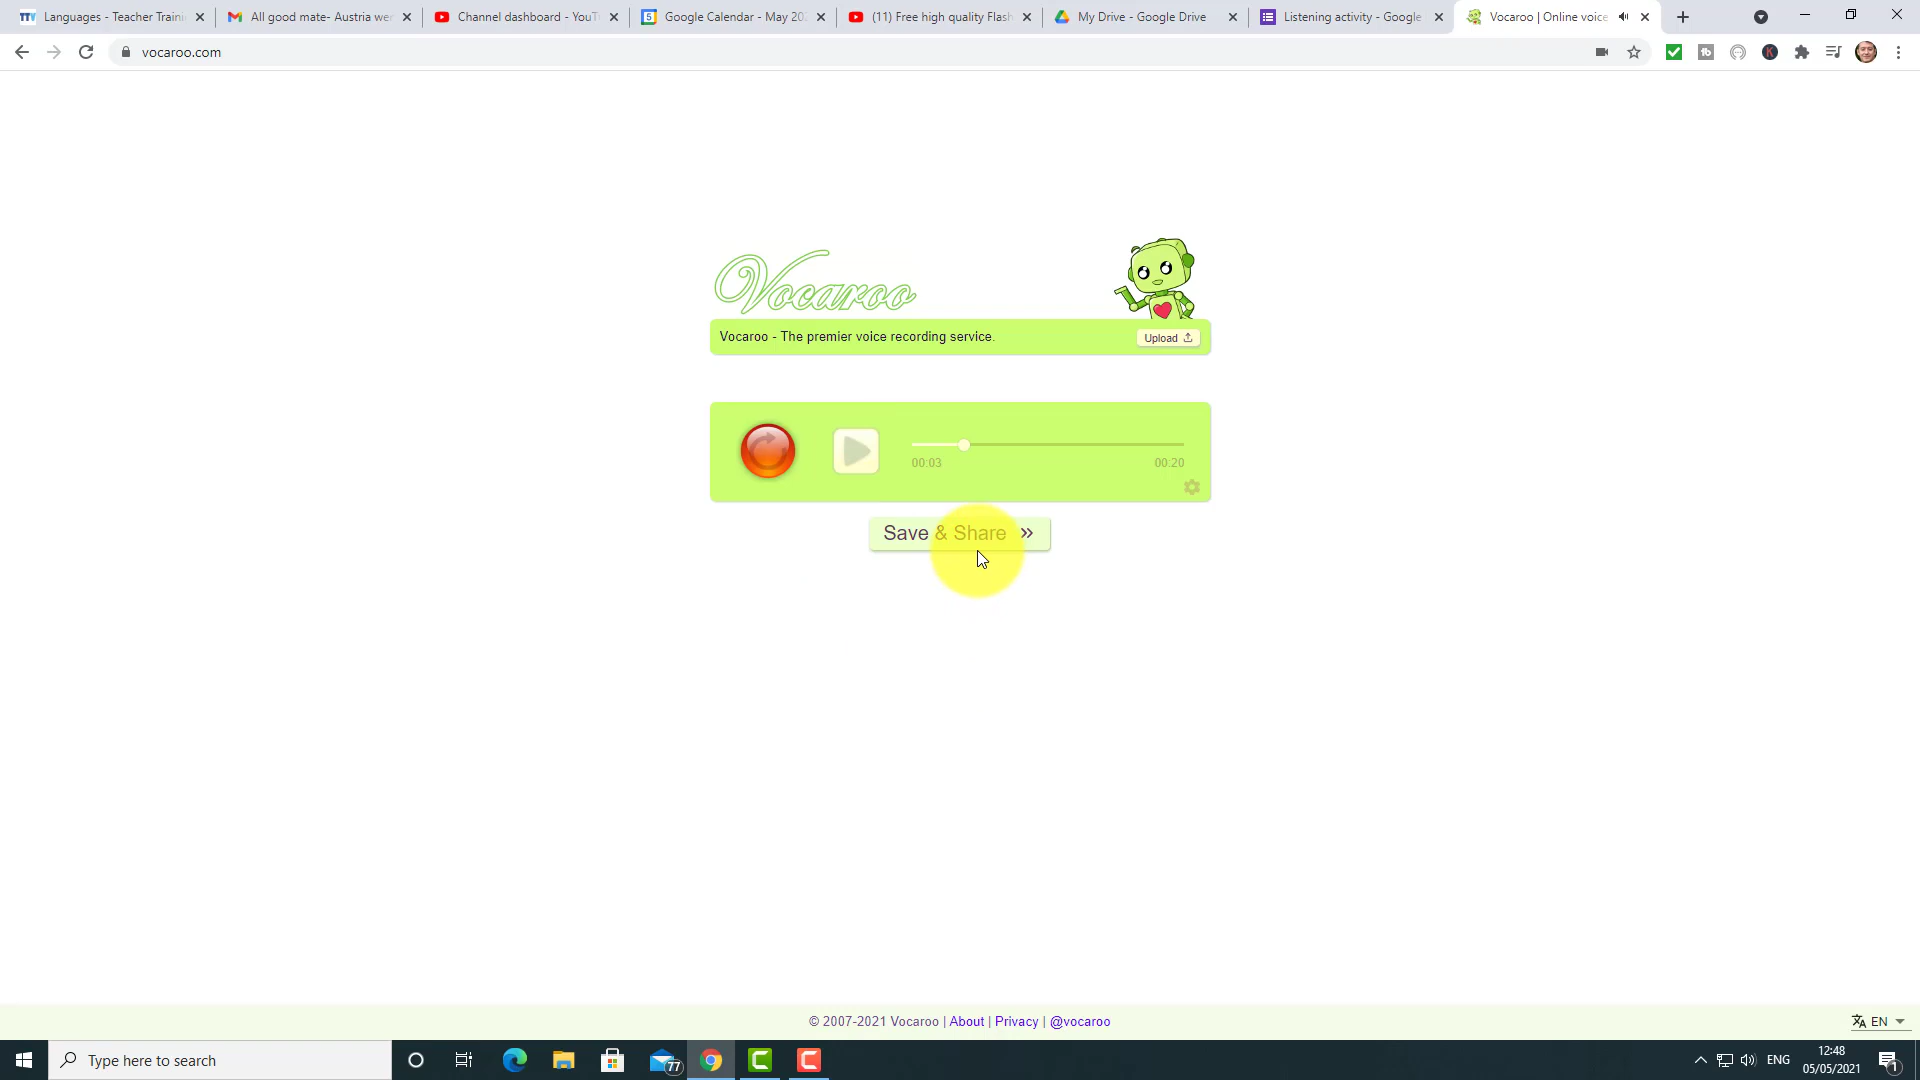 Languages - Teacher Traini
All good mate- Austria we
Channel dashboard - YouT
Google Calendar - May 202
(11) Free high quality Flash
My Drive - Google Drive
Listening activity - Google
Vocaroo | Online voice
vocaroo.com
Vocaroo
Vocaroo - The premier voice recording service.
Upload
00:03
00:20
Save & Share
© 2007-2021 Vocaroo | About | Privacy | @vocaroo
EN
Type here to search
77
ENG
12:48
05/05/2021
1